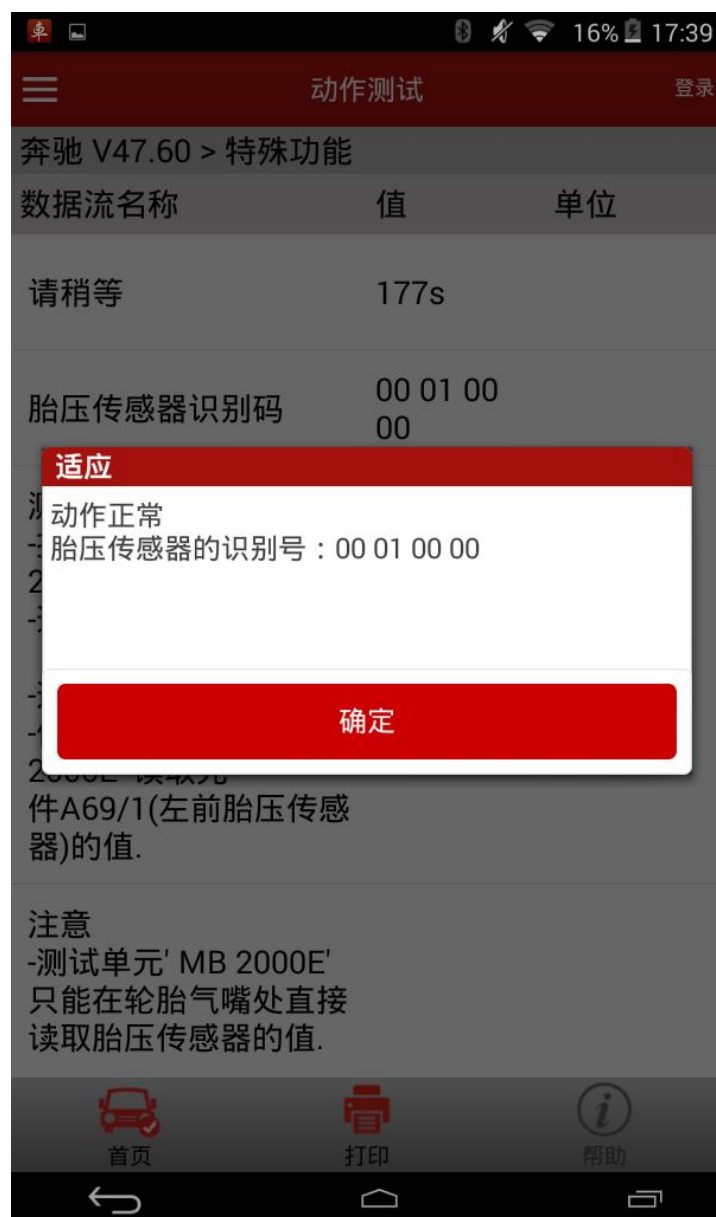 卓
16%
17:39
动作测试
登录
奔驰 V47.60 > 特殊功能
数据流名称 值 单位
请稍等 177s
胎压传感器识别码 00 01 00
00
适应
动作正常
胎压传感器的识别号：00 01 00 00
确定
件A69/1(左前胎压传感
器)的值.
注意
-测试单元' MB 2000E'
只能在轮胎气嘴处直接
读取胎压传感器的值.
首页 打印 帮助